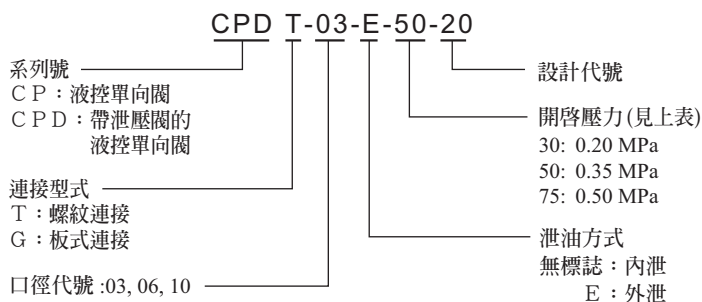 CPD T-03-E-50-20
系列號
ＣＰ：液控單向閥
ＣＰＤ：帶泄壓閥的
液控單向閥
連接型式
Ｔ：螺紋連接
Ｇ：板式連接
口徑代號 :03, 06, 10
設計代號
開啓壓力(見上表)
30: 0.20 MPa
50: 0.35 MPa
75: 0.50 MPa
泄油方式
無標誌：內泄
Ｅ：外泄